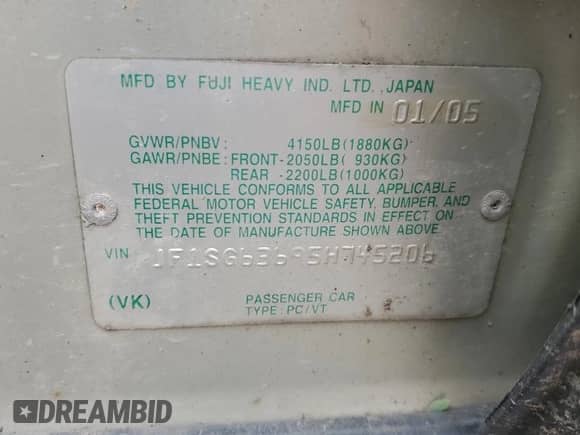 MFD BY FUJI HEAVY IND. LTD., JAPAN
MFD IN 01/05
GVWR/PNBV: 4150LB(1880KG)
GAWR/PNBE: FRONT-2050LB( 930KG)
REAR -2200LB(1000KG)
THIS VEHICLE CONFORMS TO ALL APPLICABLE
FEDERAL MOTOR VEHICLE SAFETY, BUMPER, AND
THEFT PREVENTION STANDARDS IN EFFECT ON
THE DATE OF MANUFACTURE SHOWN ABOVE.
VIN JF1SG63695H745206
(VK) PASSENGER CAR
TYPE:PC/VT
DREAMBID